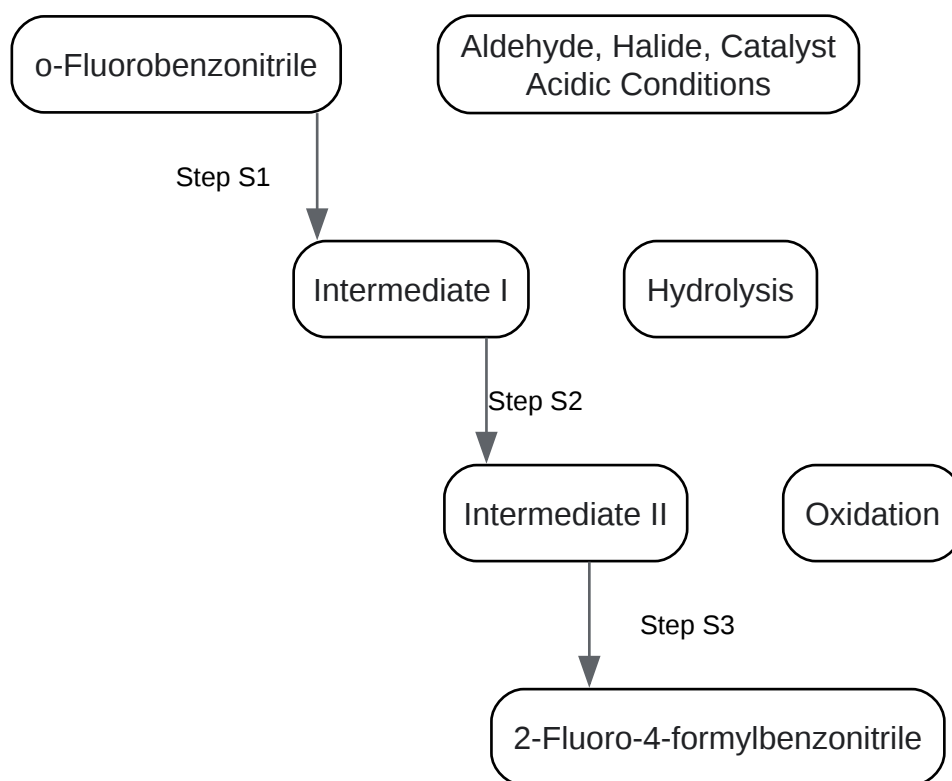 o-Fluorobenzonitrile
Aldehyde, Halide, Catalyst
Acidic Conditions
Step S1
Intermediate I
Hydrolysis
Step S2
Intermediate II
Oxidation
Step S3
2-Fluoro-4-formylbenzonitrile